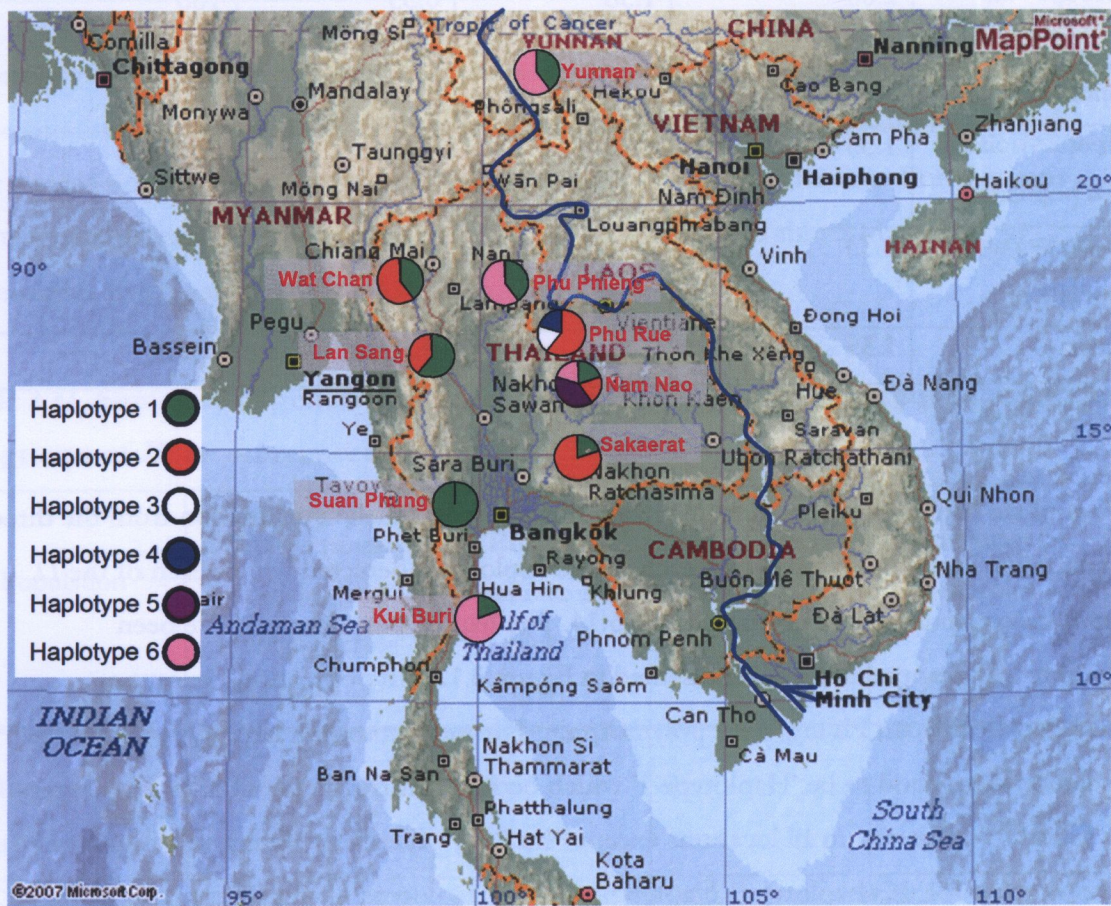 Microsoft
MapPoint
Tropic of Cancer
Möng Si
Comilla
YUNNAN
CHINA
Nanning
Chittagong
Yunnan
Hekou
Cao Bang
Monywa
Mandalay
Phôngsali
VIETNAM
Cam Pha
Zhanjiang
Taunggyi
Hanoi
Haiphong
Sittwe
Möng Nai
Wān Pai
Nam Đinh
Haikou
20°
MYANMAR
Louangphrabang
HAINAN
Chiang Mai
Nan
Vinh
90°
Wat Chan
Phu Phieng
LAOS
Lampang
Vientiane
Pegu
Phu Rue
Đong Hoi
Bassein
Lan Sang
THAILAND
Thon Khe Xêng
Yangon
Rangoon
Nam Nao
Nakhon
Sawan
Khon Kaen
Hue
Đà Nang
Haplotype 1
Ye
Saravan
Haplotype 2
Sakaerat
15°
Sara Buri
Ubon Ratchathani
Nakhon
Ratchasima
Haplotype 3
Tavoy
Suan Phung
Pleiku
Qui Nhon
Phet Buri
Bangkok
Haplotype 4
CAMBODIA
Rayong
Mergui
Hua Hin
Khlung
Buôn Mê Thuot
Nha Trang
Haplotype 5
Kui Buri
Đà Lat
Andaman Sea
Gulf of
Thailand
Phnom Penh
Haplotype 6
Chumphon
Kâmpóng Saôm
Ho Chi
Minh City
10°
INDIAN
OCEAN
Can Tho
Nakhon Si
Thammarat
Cà Mau
Ban Na San
Phatthalung
South
China Sea
Trang
Hat Yai
Kota
Baharu
©2007 Microsoft Corp.
95°
100°
105°
110°